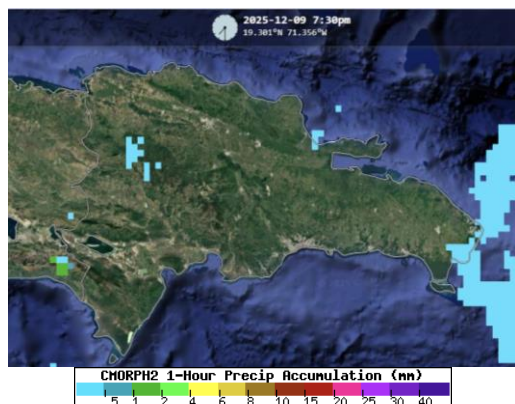 2025-12-09 7:30pm
19.301°N 71.356°W
CMORPH2 1-Hour Precip Accumulation (mm)
.5 1 2 4 6 8 10 15 20 25 30 40